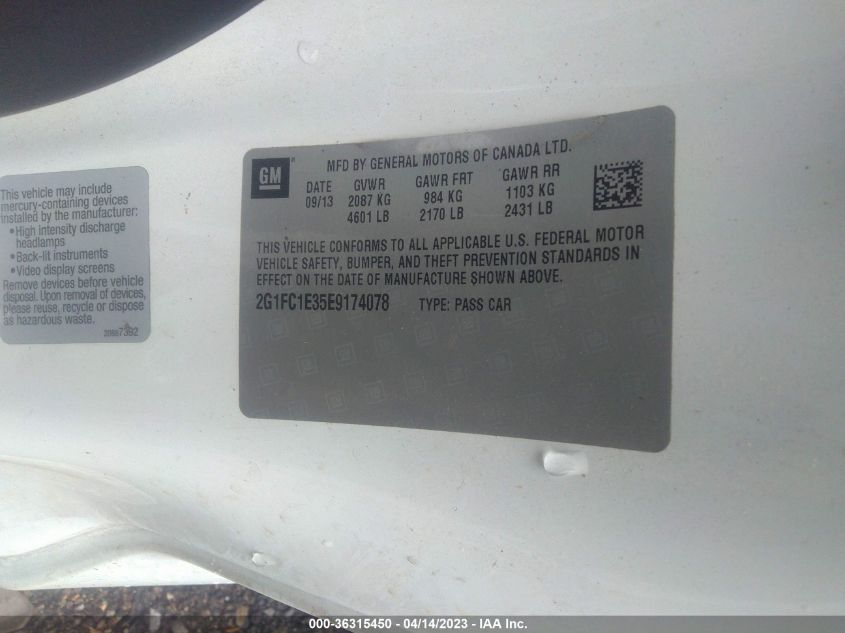 This vehicle may include
mercury-containing devices
installed by the manufacturer:
•High intensity discharge
headlamps
•Back-lit instruments
•Video display screens
Remove devices before vehicle
disposal. Upon removal of devices,
please reuse, recycle or dispose
as hazardous waste.
GM
MFD BY GENERAL MOTORS OF CANADA LTD.
DATE GVWR GAWR FRT GAWR RR
09/13 2087 KG 984 KG 1103 KG
4601 LB 2170 LB 2431 LB
THIS VEHICLE CONFORMS TO ALL APPLICABLE U.S. FEDERAL MOTOR
VEHICLE SAFETY, BUMPER, AND THEFT PREVENTION STANDARDS IN
EFFECT ON THE DATE OF MANUFACTURE SHOWN ABOVE.
2G1FC1E35E9174078 TYPE: PASS CAR
000-36315450 - 04/14/2023 - IAA Inc.